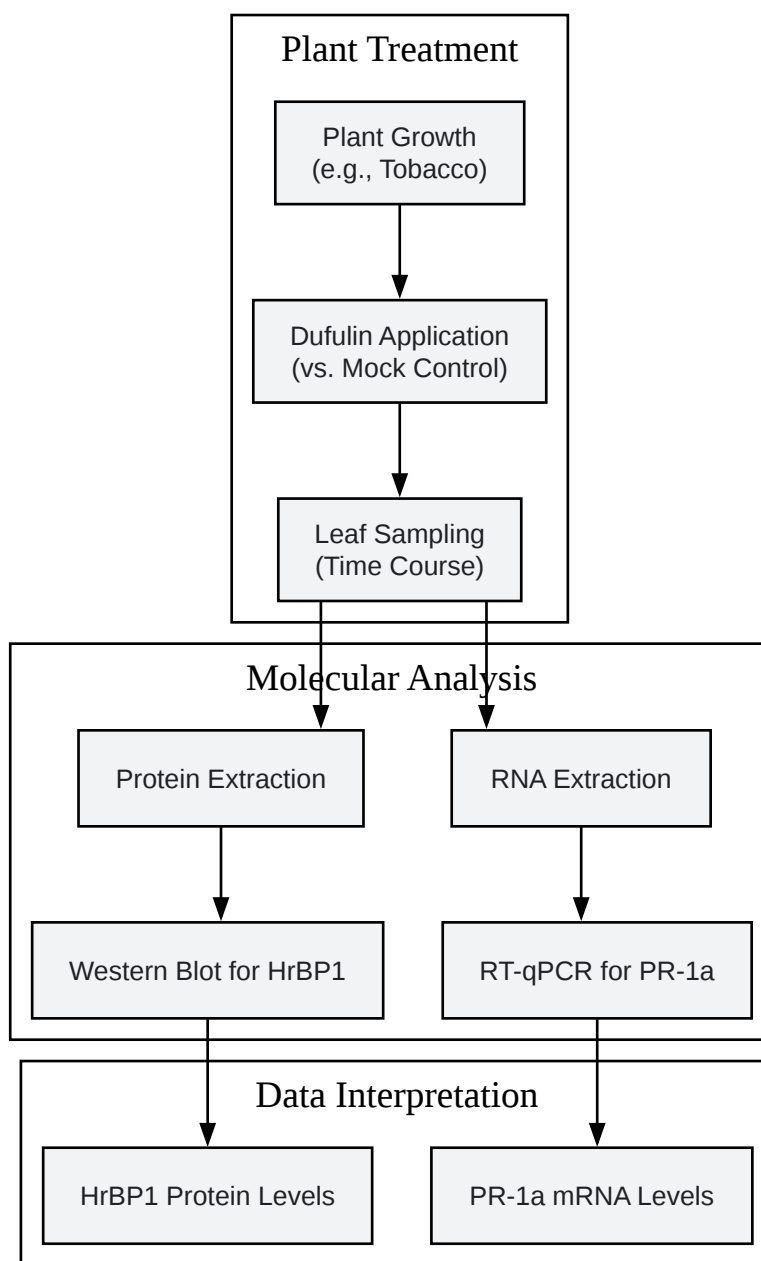 Plant Treatment
Plant Growth
(e.g., Tobacco)
Dufulin Application
(vs. Mock Control)
Leaf Sampling
(Time Course)
Molecular Analysis
Protein Extraction
RNA Extraction
Western Blot for HrBP1
RT-qPCR for PR-1a
Data Interpretation
HrBP1 Protein Levels
PR-1a mRNA Levels